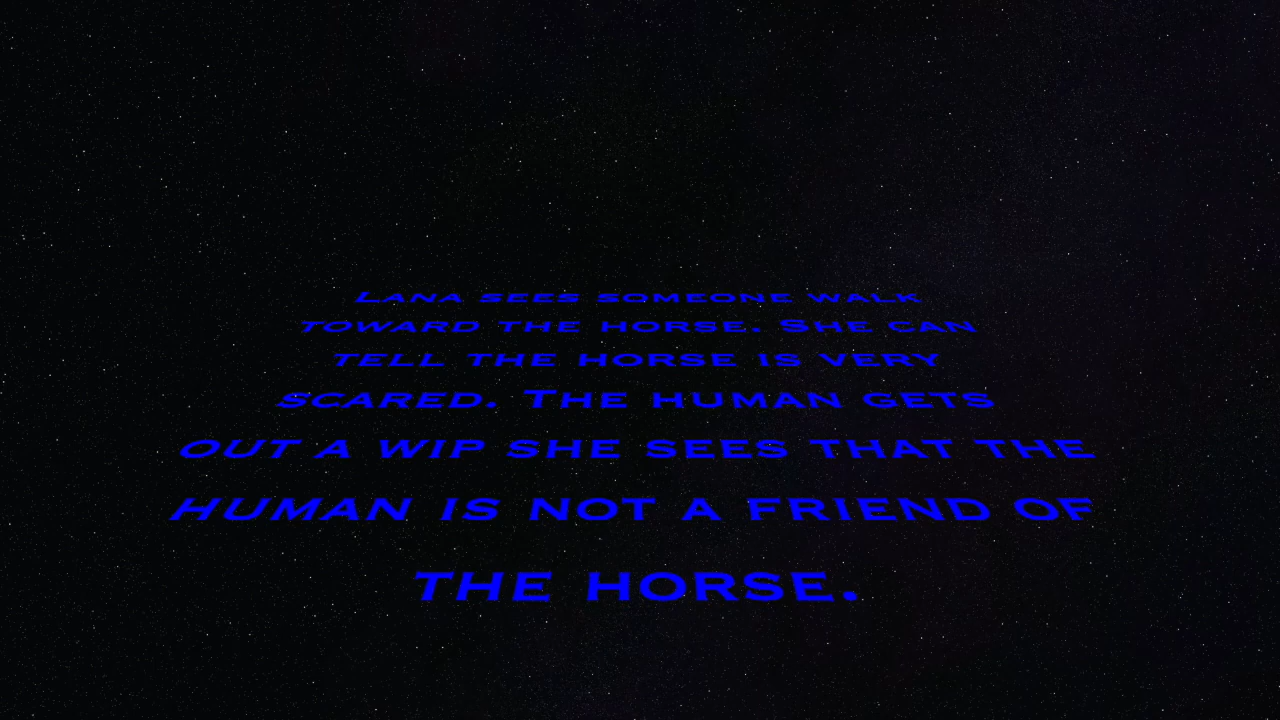 Lana sees someone walk
toward the horse. She can
tell the horse is very
scared. The human gets
out a wip she sees that the
human is not a friend of
the horse.